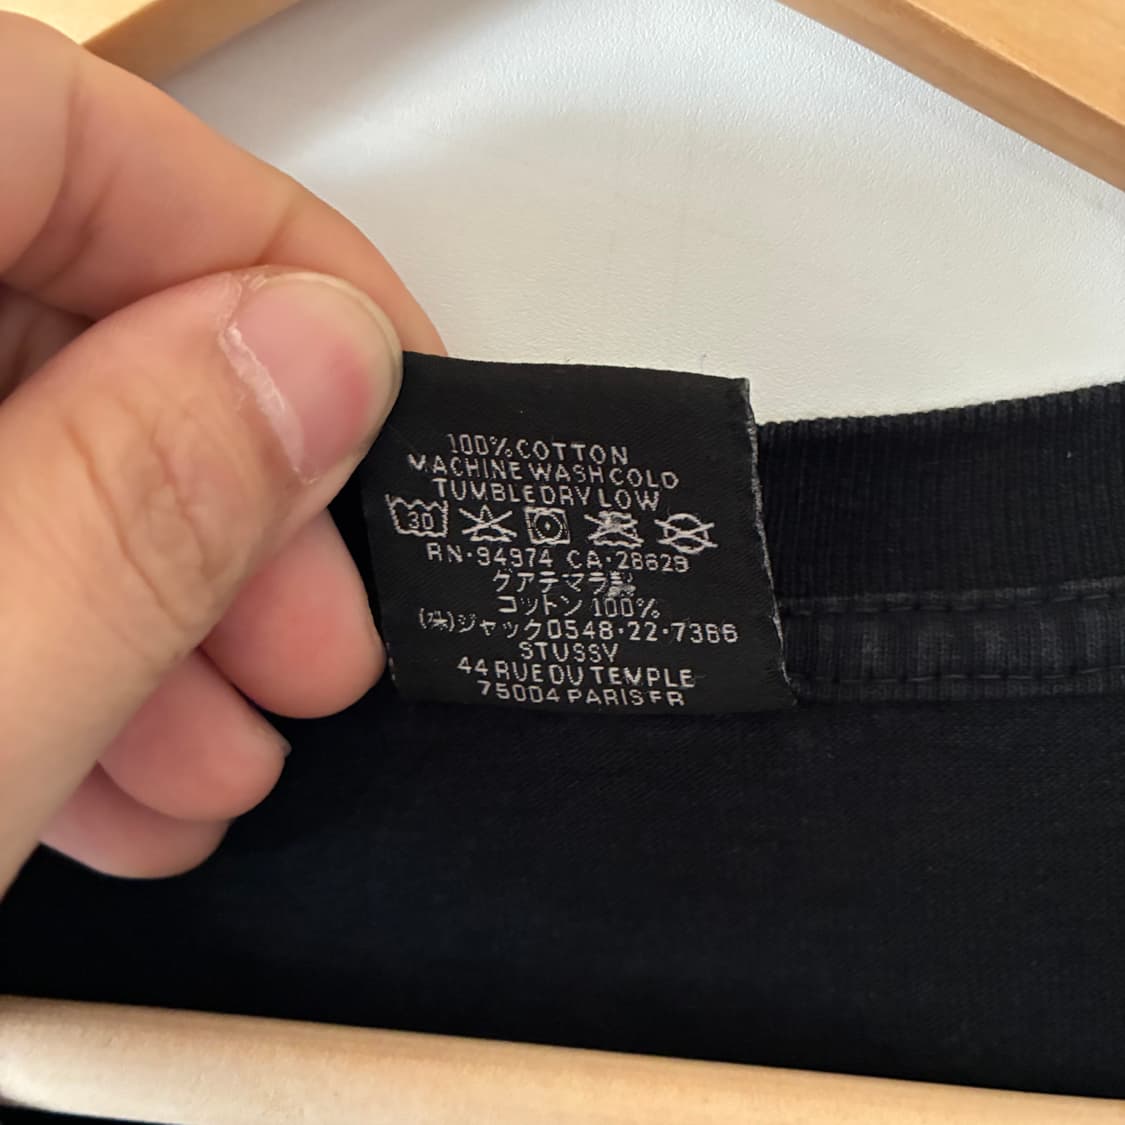 100% COTTON
MACHINE WASH COLD
TUMBLE DRY LOW
30
RN·94974 CA·28629
グアテマラ製
コットン 100%
(株)ジャック0548·22·7366
STUSSY
44 RUE DU TEMPLE
75004 PARIS FR